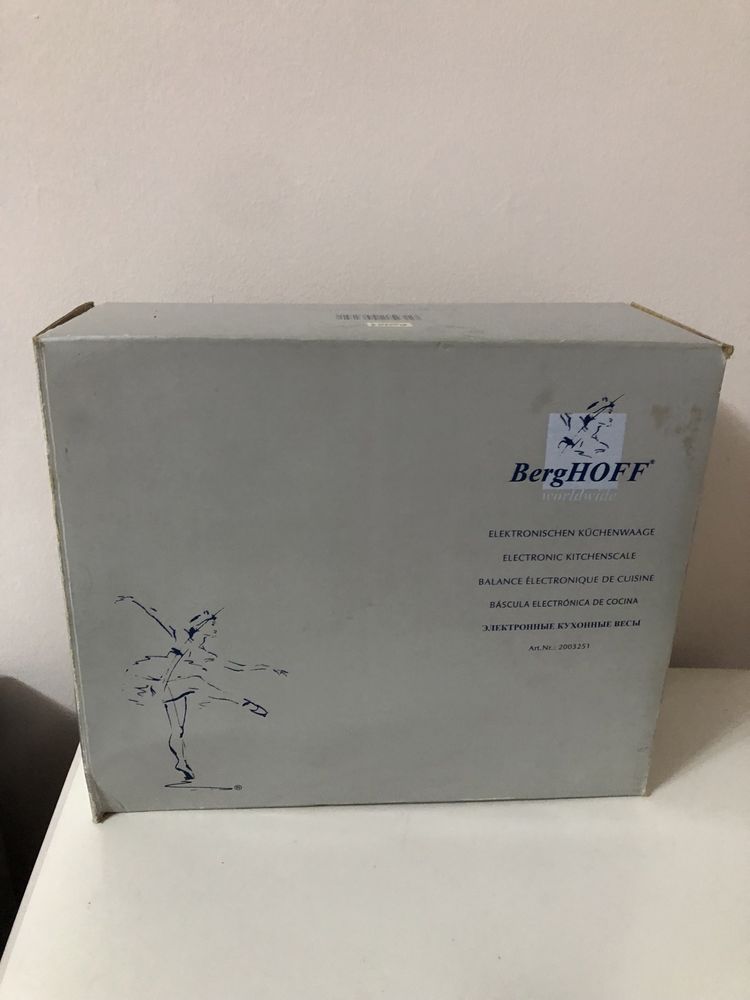 BergHOFF®
worldwide
ELEKTRONISCHEN KÜCHENWAAGE
ELECTRONIC KITCHENSCALE
BALANCE ÉLECTRONIQUE DE CUISINE
BÁSCULA ELECTRÓNICA DE COCINA
ЭЛЕКТРОННЫЕ КУХОННЫЕ ВЕСЫ
Art.Nr.: 2003251
®